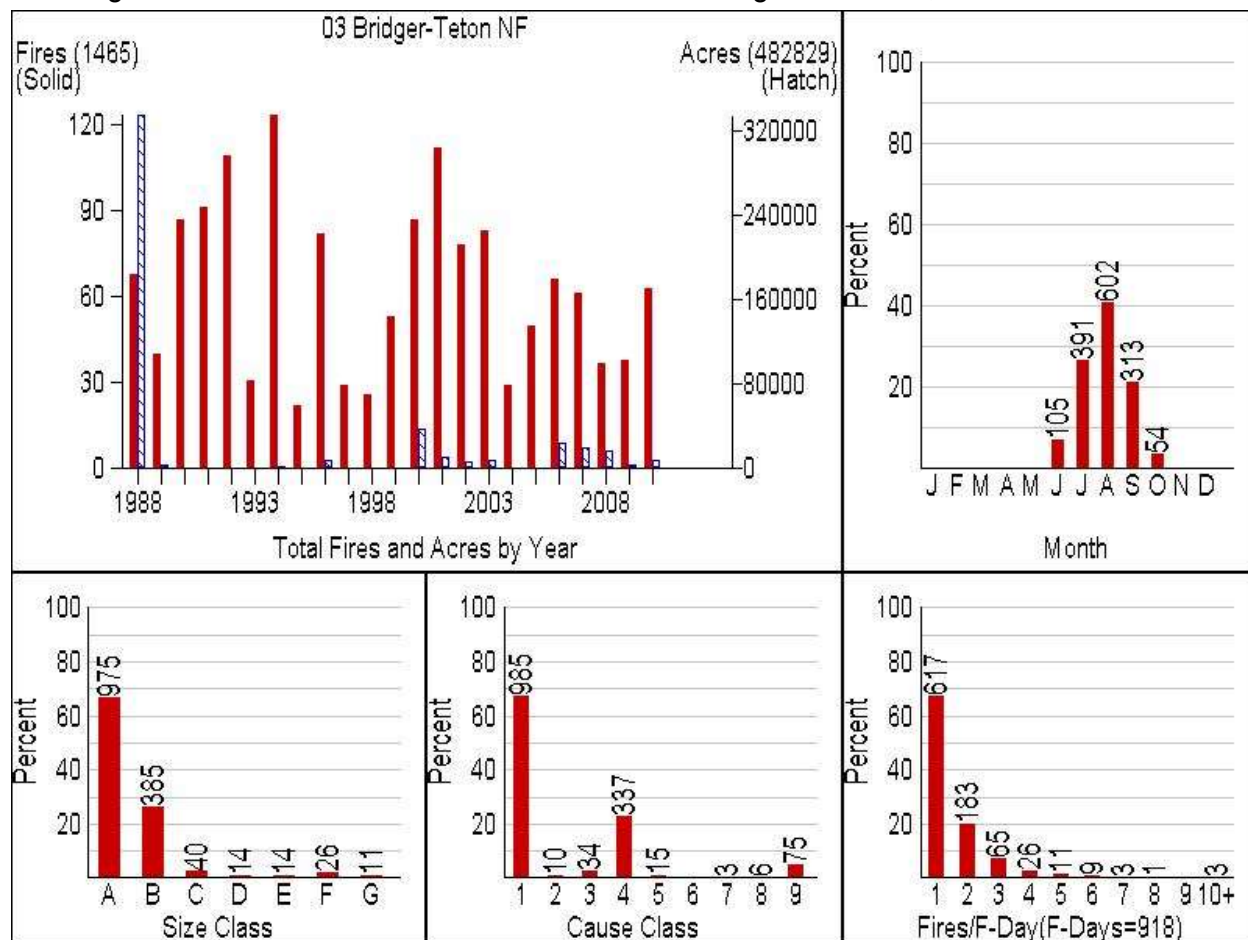 03 Bridger-Teton NF
Fires (1465)
(Solid)
Acres (482829)
(Hatch)
120
90
60
30
0
320000
240000
160000
80000
0
1988 1993 1998 2003 2008
Total Fires and Acres by Year
100
80
60
40
20
Percent
105 391 602 313 54
J F M A M J J A S O N D
Month
100
80
60
40
20
Percent
975 385 40 14 14 26 11
A B C D E F G
Size Class
100
80
60
40
20
Percent
985 10 34 337 15 3 6 75
1 2 3 4 5 6 7 8 9
Cause Class
100
80
60
40
20
Percent
617 183 65 26 11 9 3 1 3
1 2 3 4 5 6 7 8 9 10+
Fires/F-Day(F-Days=918)